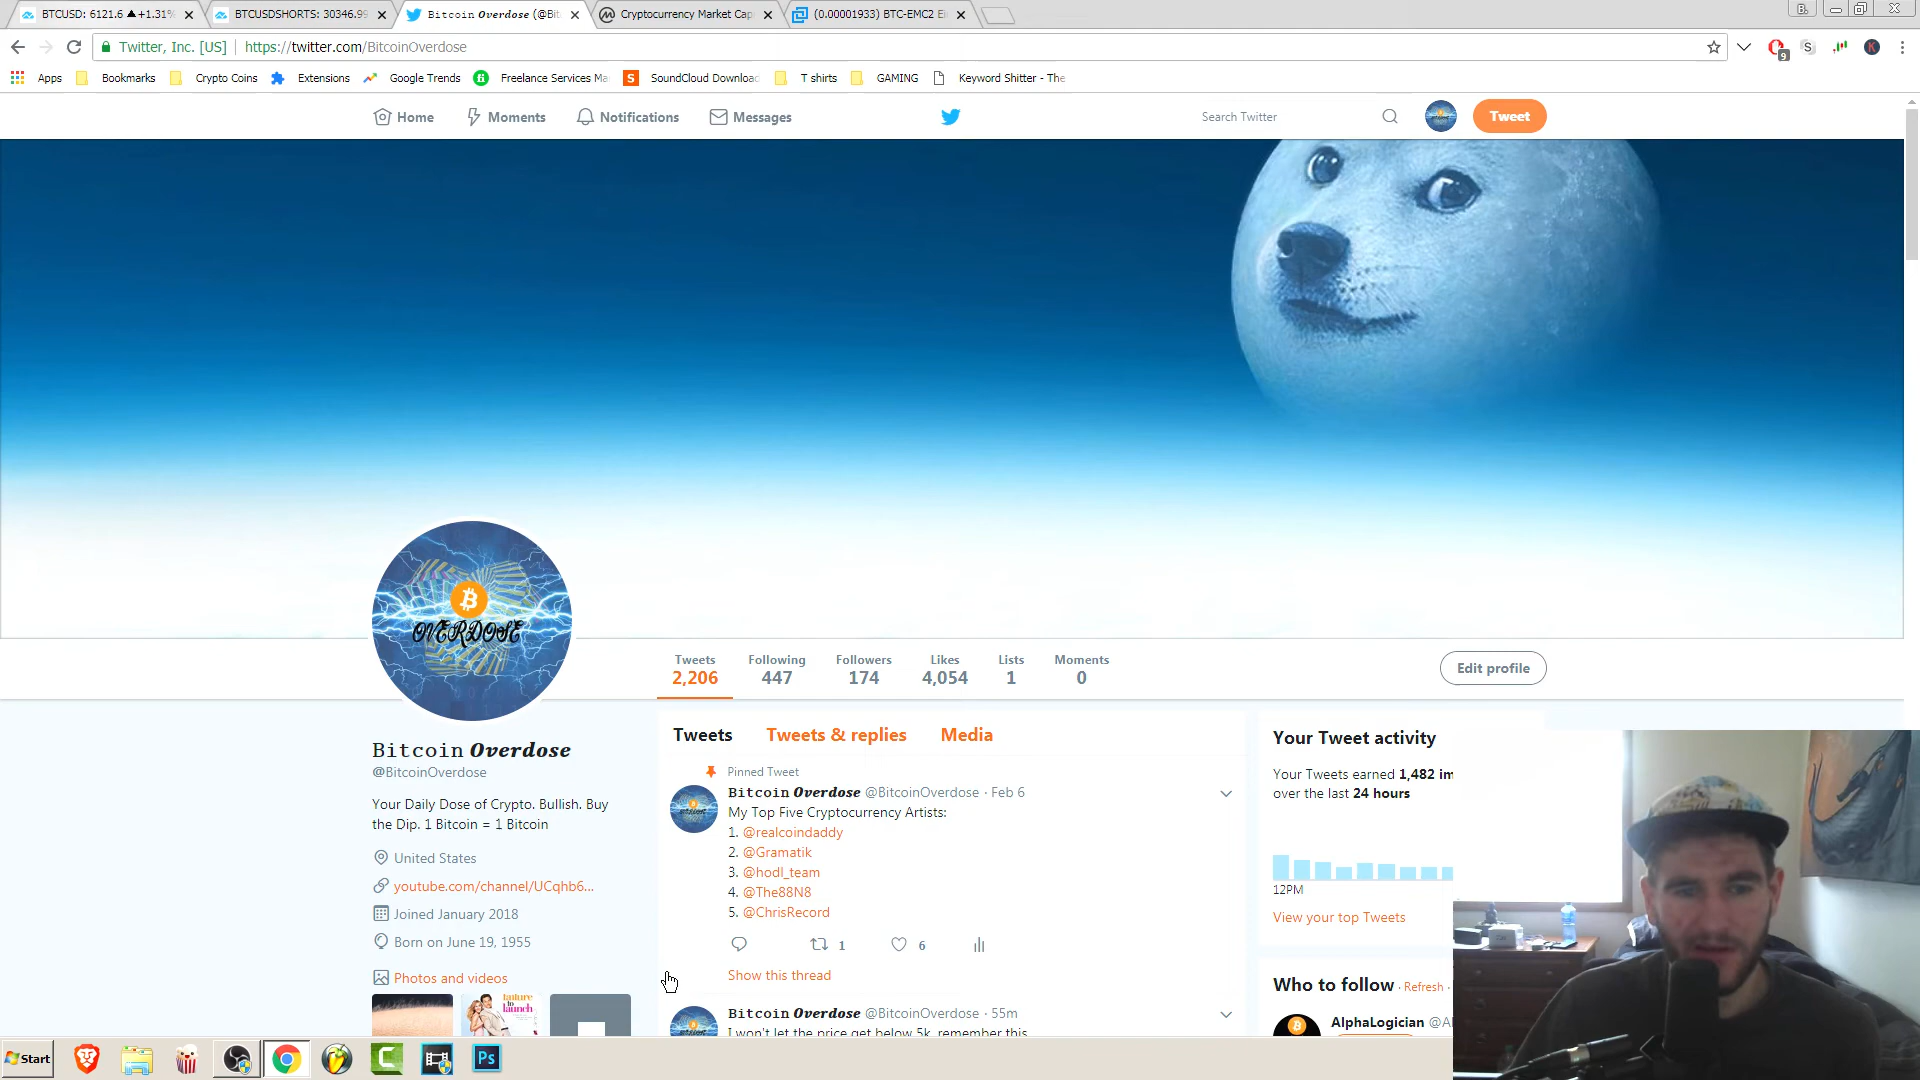 BTCUSD: 6121.6 ▲+1.31%
BTCUSDSHORTS: 30346.99
Bitcoin Overdose (@Bit
Cryptocurrency Market Cap
(0.00001933) BTC-EMC2
Twitter, Inc. [US]
https://twitter.com/BitcoinOverdose
9
S
K
Apps
Bookmarks
Crypto Coins
Extensions
Google Trends
Freelance Services Ma
SoundCloud Download
T shirts
GAMING
Keyword Shitter - The
Home
Moments
Notifications
Messages
Search Twitter
Tweet
OVERDOSE
Tweets
2,206
Following
447
Followers
174
Likes
4,054
Lists
1
Moments
0
Edit profile
Bitcoin Overdose
@BitcoinOverdose
Your Daily Dose of Crypto. Bullish. Buy
the Dip. 1 Bitcoin = 1 Bitcoin
United States
youtube.com/channel/UCqhb6...
Joined January 2018
Born on June 19, 1955
Photos and videos
failure to
launch
Tweets
Tweets & replies
Media
Pinned Tweet
Bitcoin Overdose @BitcoinOverdose · Feb 6
My Top Five Cryptocurrency Artists:
1. @realcoindaddy
2. @Gramatik
3. @hodl_team
4. @The88N8
5. @ChrisRecord
1
6
Show this thread
Bitcoin Overdose @BitcoinOverdose · 55m
I won't let the price get below 5k, remember this
Your Tweet activity
Your Tweets earned 1,482 im
over the last 24 hours
12PM
View your top Tweets
Who to follow · Refresh ·
AlphaLogician
Start
Ps